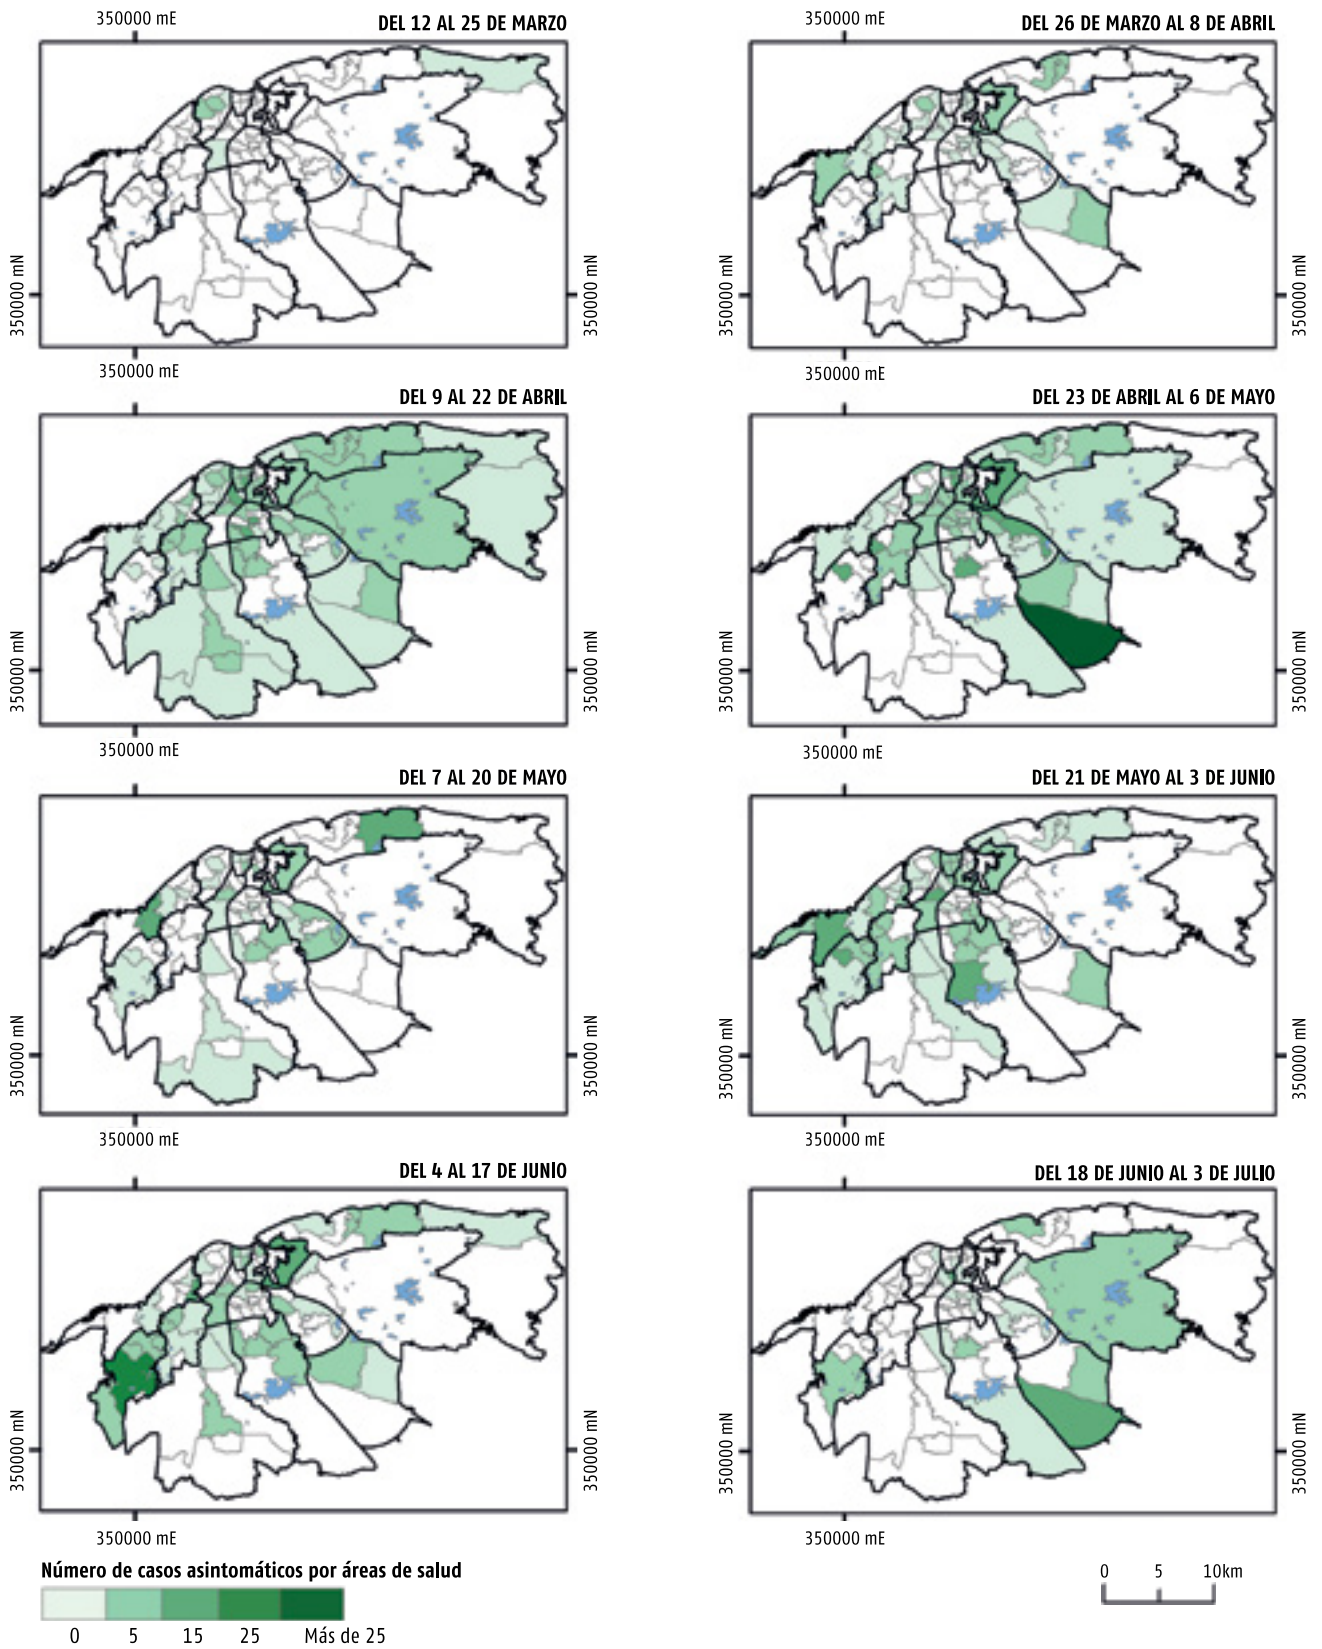 350000 mE
DEL 12 AL 25 DE MARZO
350000 mN
350000 mN
350000 mE
350000 mE
DEL 26 DE MARZO AL 8 DE ABRIL
350000 mN
350000 mN
350000 mE
DEL 9 AL 22 DE ABRIL
350000 mN
350000 mN
350000 mE
DEL 23 DE ABRIL AL 6 DE MAYO
350000 mN
350000 mN
350000 mE
DEL 7 AL 20 DE MAYO
350000 mN
350000 mN
350000 mE
DEL 21 DE MAYO AL 3 DE JUNIO
350000 mN
350000 mN
350000 mE
DEL 4 AL 17 DE JUNIO
350000 mN
350000 mN
350000 mE
DEL 18 DE JUNIO AL 3 DE JULIO
350000 mN
350000 mN
350000 mE
Número de casos asintomáticos por áreas de salud
0 5 15 25 Más de 25
0 5 10km